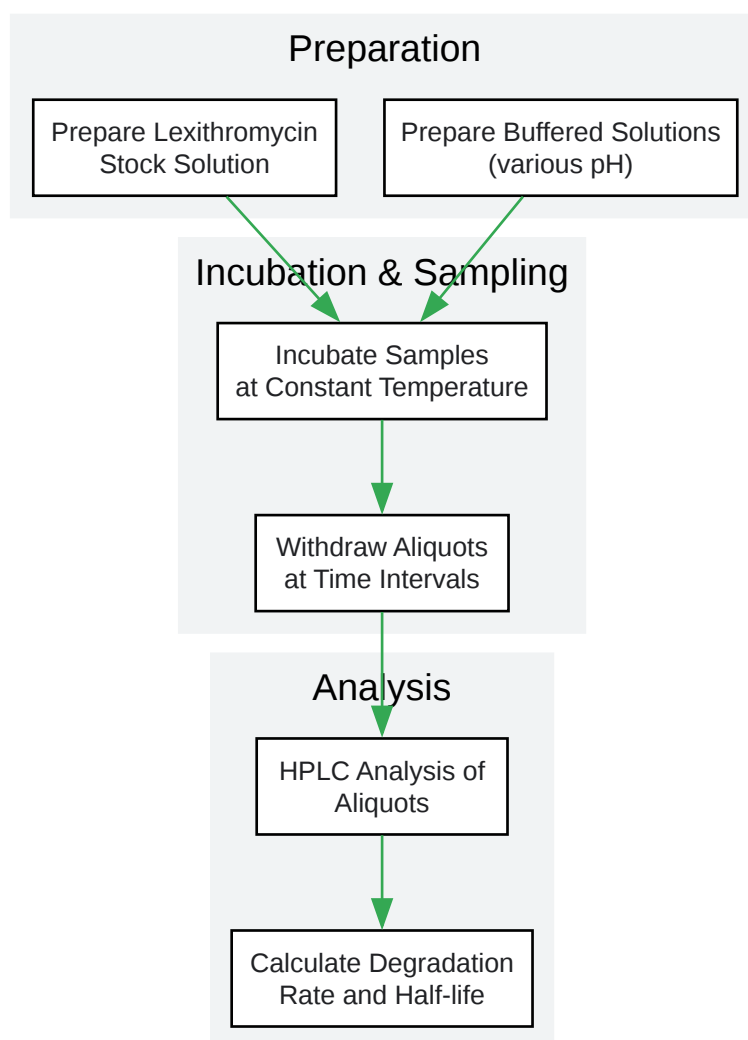 Preparation
Prepare Lexithromycin
Stock Solution
Prepare Buffered Solutions
(various pH)
Incubation & Sampling
Incubate Samples
at Constant Temperature
Withdraw Aliquots
at Time Intervals
Analysis
HPLC Analysis of
Aliquots
Calculate Degradation
Rate and Half-life